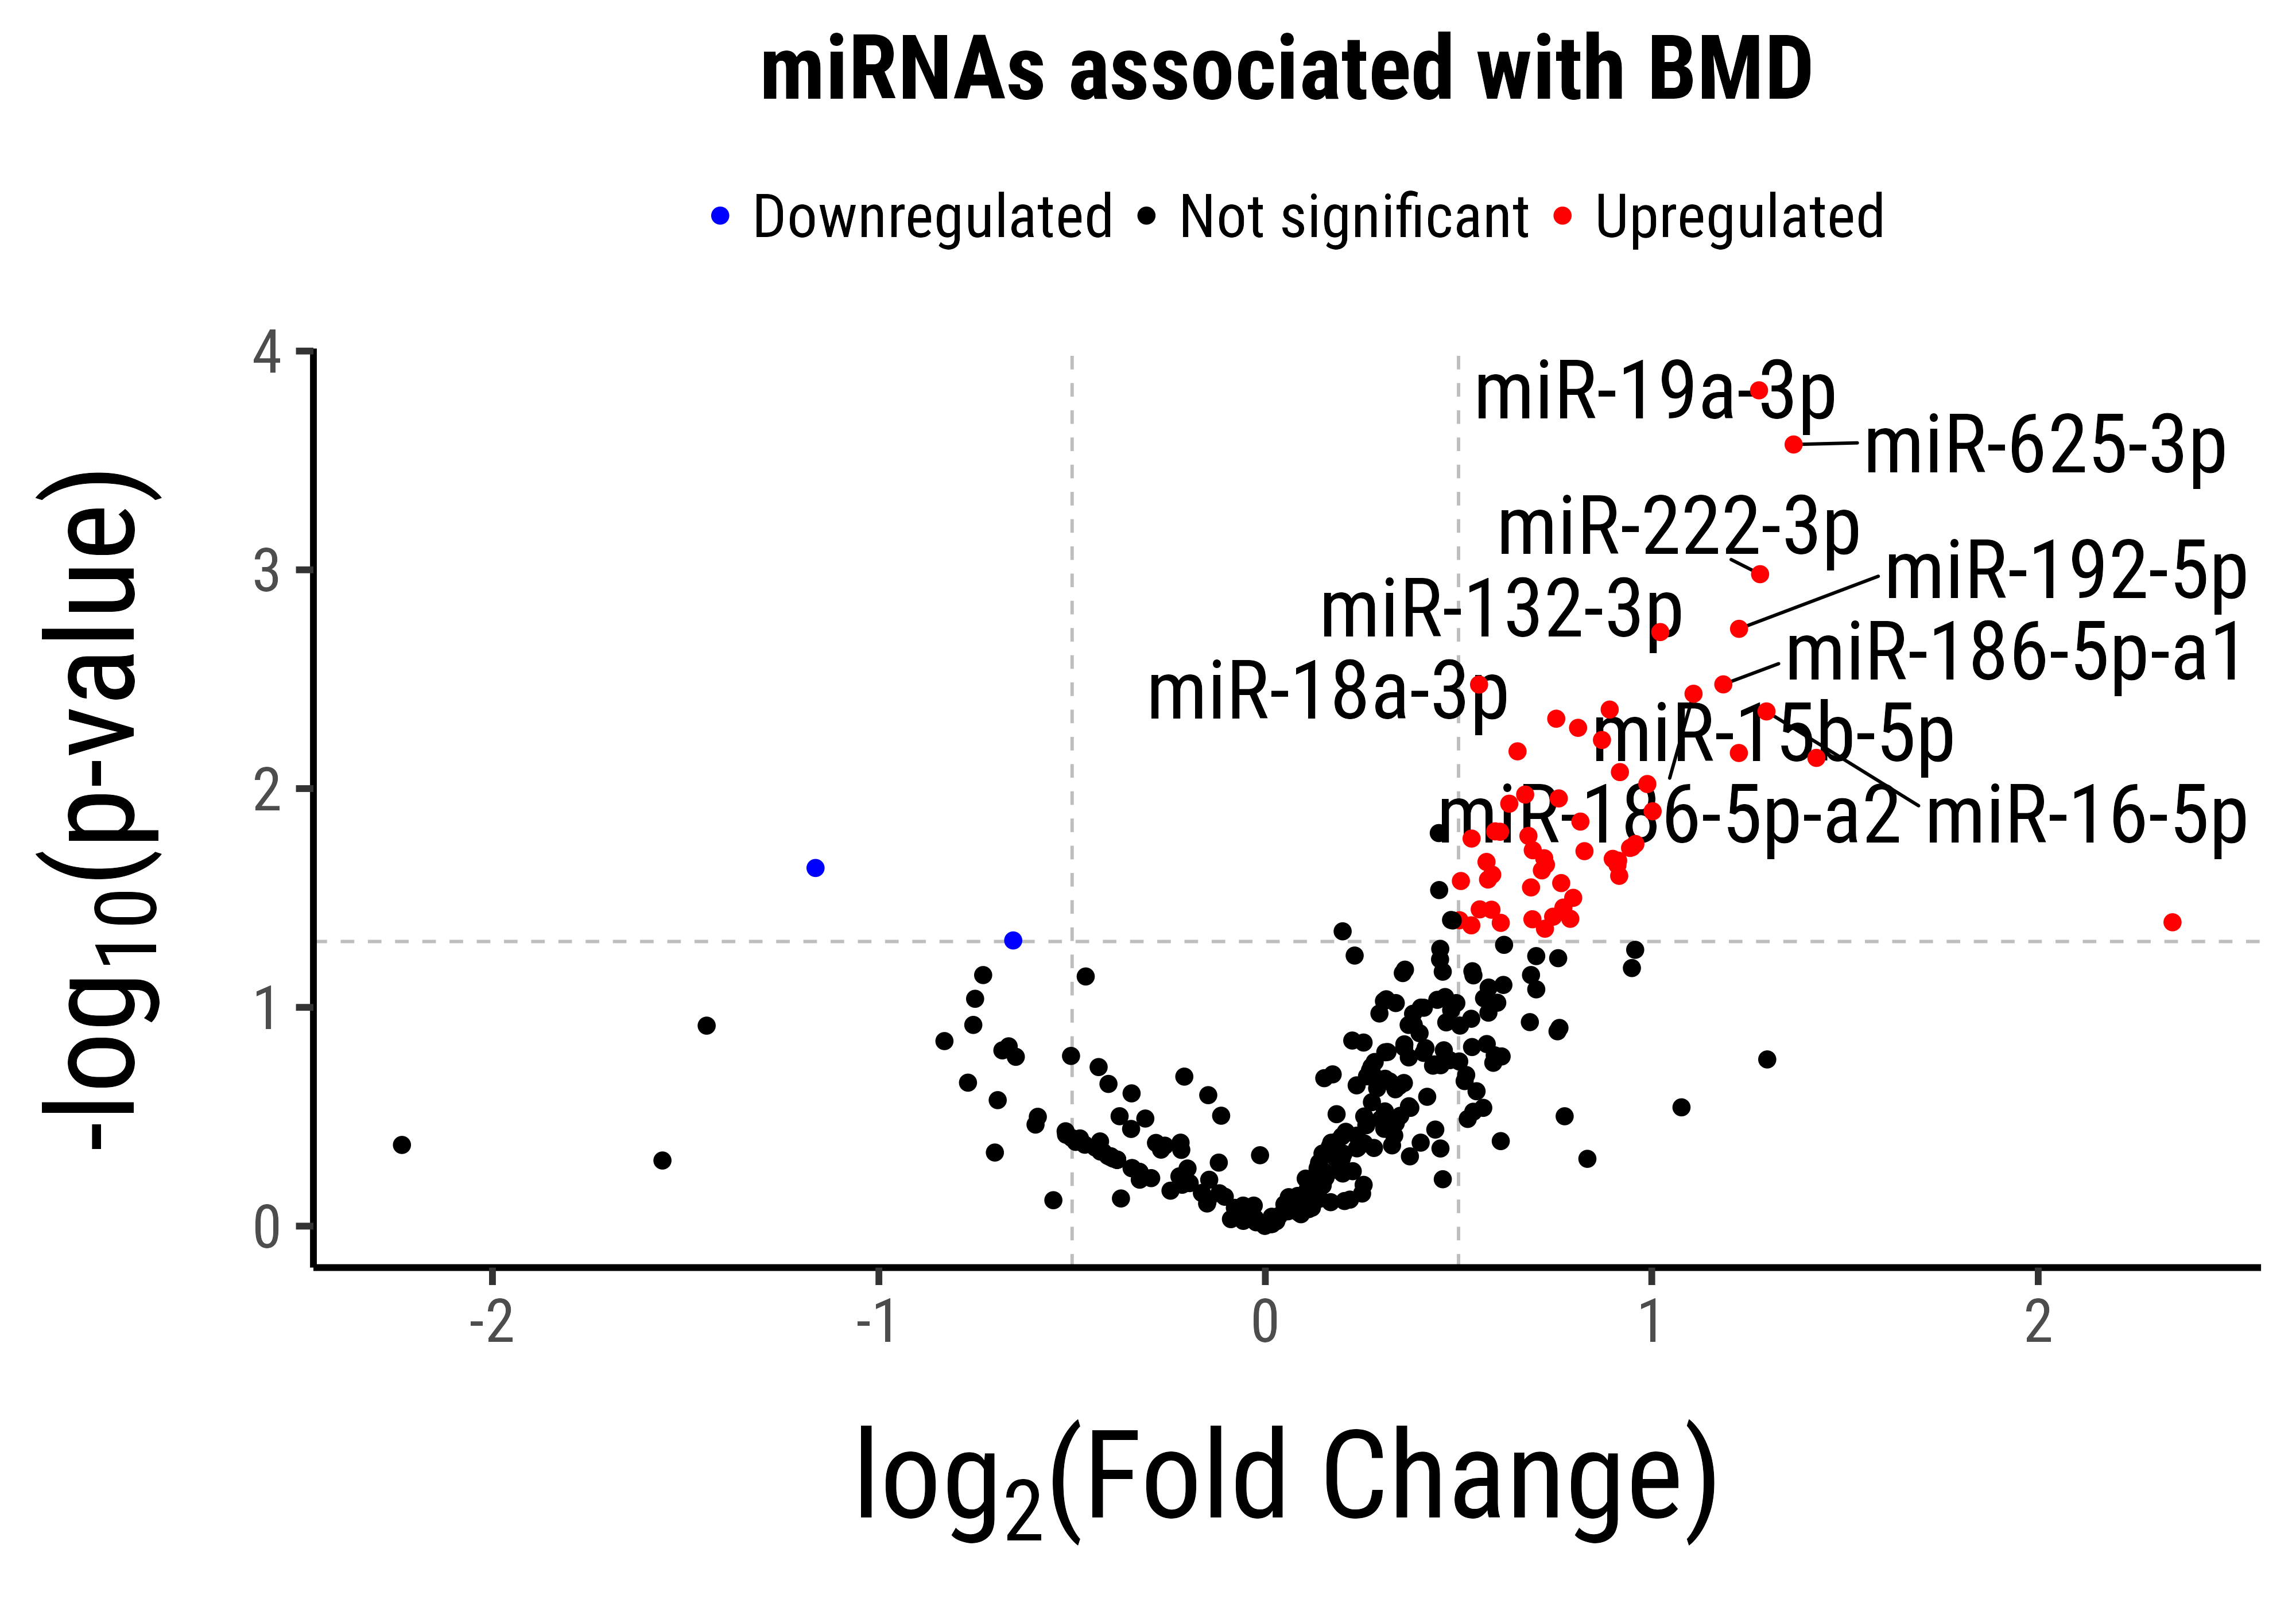 miRNAs associated with BMD
Downregulated Not significant Upregulated
-log10(p-value)
4
3
2
1
0
miR-19a-3p
miR-625-3p
miR-222-3p
miR-192-5p
miR-132-3p
miR-186-5p-a1
miR-18a-3p
miR-15b-5p
miR-186-5p-a2
miR-16-5p
-2 -1 0 1 2
log2(Fold Change)